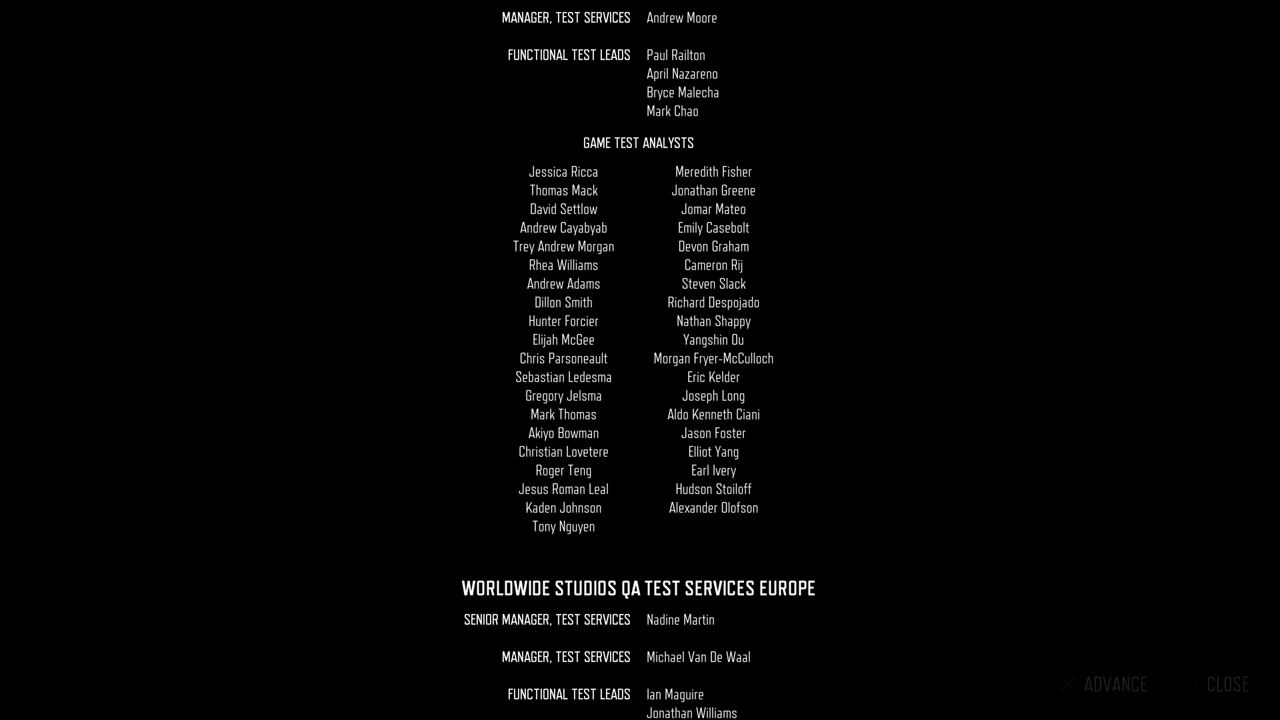 MANAGER, TEST SERVICES Andrew Moore
FUNCTIONAL TEST LEADS Paul Railton
April Nazareno
Bryce Malecha
Mark Chao
GAME TEST ANALYSTS
Jessica Ricca Meredith Fisher
Thomas Mack Jonathan Greene
David Settlow Jomar Mateo
Andrew Cayabyab Emily Casebolt
Trey Andrew Morgan Devon Graham
Rhea Williams Cameron Rij
Andrew Adams Steven Slack
Dillon Smith Richard Despojado
Hunter Forcier Nathan Shappy
Elijah McGee Yangshin Ou
Chris Parsoneault Morgan Fryer-McCulloch
Sebastian Ledesma Eric Kelder
Gregory Jelsma Joseph Long
Mark Thomas Aldo Kenneth Ciani
Akiyo Bowman Jason Foster
Christian Lovetere Elliot Yang
Roger Teng Earl Ivery
Jesus Roman Leal Hudson Stoiloff
Kaden Johnson Alexander Olofson
Tony Nguyen
WORLDWIDE STUDIOS QA TEST SERVICES EUROPE
SENIOR MANAGER, TEST SERVICES Nadine Martin
MANAGER, TEST SERVICES Michael Van De Waal
FUNCTIONAL TEST LEADS Ian Maguire
Jonathan Williams
ADVANCE CLOSE